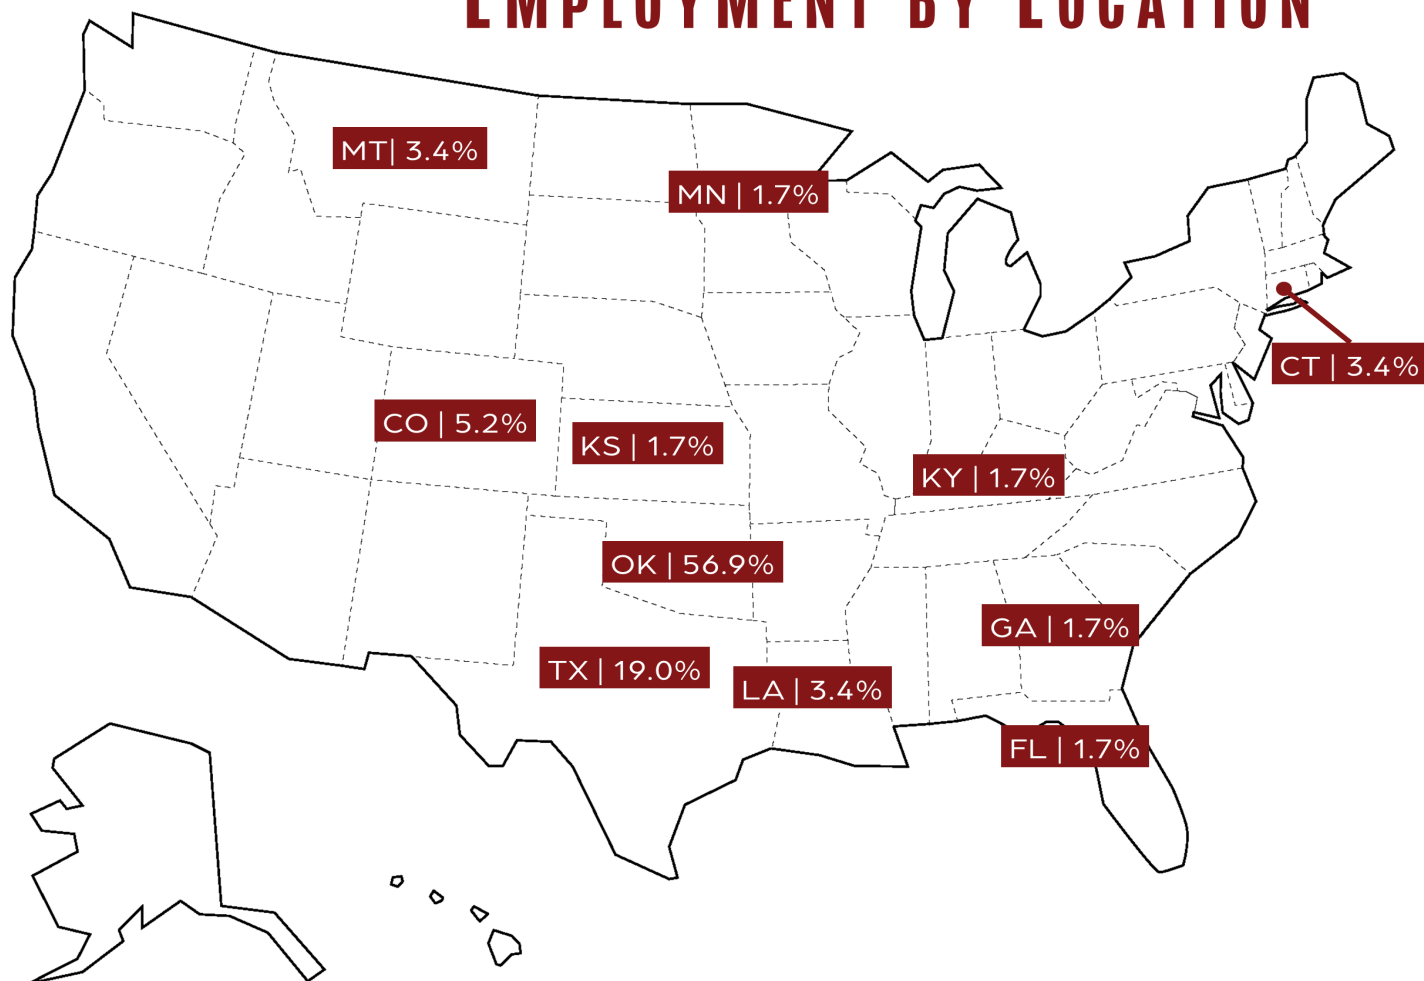 EMPLOYMENT BY LOCATION
MT| 3.4%
MN | 1.7%
CT | 3.4%
CO | 5.2%
KS | 1.7%
KY | 1.7%
OK | 56.9%
GA | 1.7%
TX | 19.0%
LA | 3.4%
FL | 1.7%